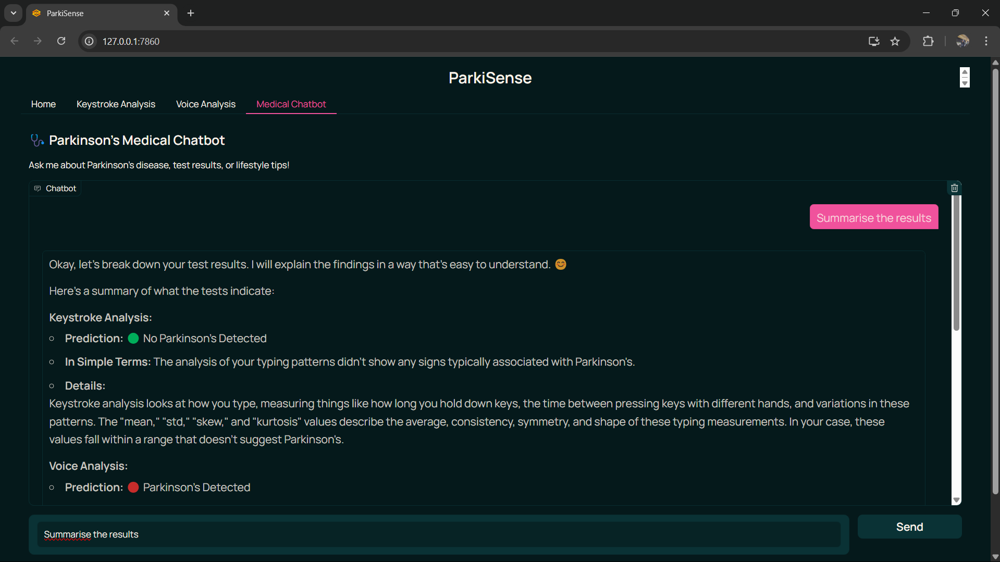 ParkiSense
127.0.0.1:7860
ParkiSense
Home Keystroke Analysis Voice Analysis Medical Chatbot
Parkinson's Medical Chatbot
Ask me about Parkinson's disease, test results, or lifestyle tips!
Chatbot
Summarise the results
Okay, let's break down your test results. I will explain the findings in a way that's easy to understand. 😊
Here's a summary of what the tests indicate:
Keystroke Analysis:
Prediction: 🟢 No Parkinson's Detected
In Simple Terms: The analysis of your typing patterns didn't show any signs typically associated with Parkinson's.
Details:
Keystroke analysis looks at how you type, measuring things like how long you hold down keys, the time between pressing keys with different hands, and variations in these
patterns. The "mean," "std," "skew," and "kurtosis" values describe the average, consistency, symmetry, and shape of these typing measurements. In your case, these
values fall within a range that doesn't suggest Parkinson's.
Voice Analysis:
Prediction: 🔴 Parkinson's Detected
Summarise the results
Send